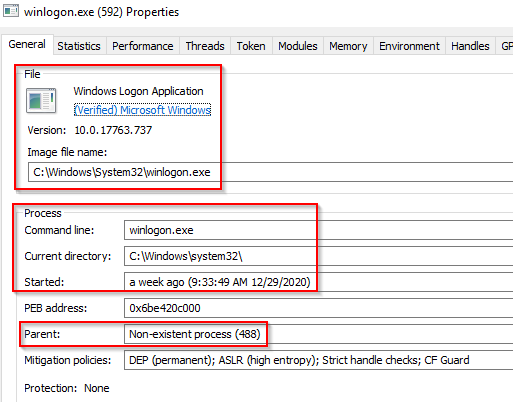 winlogon.exe (592) Properties
General Statistics Performance Threads Token Modules Memory Environment Handles GP
File
Windows Logon Application
(Verified) Microsoft Windows
Version: 10.0.17763.737
Image file name:
C:\Windows\System32\winlogon.exe
Process
Command line: winlogon.exe
Current directory: C:\Windows\system32\
Started: a week ago (9:33:49 AM 12/29/2020)
PEB address: 0x6be420c000
Parent: Non-existent process (488)
Mitigation policies: DEP (permanent); ASLR (high entropy); Strict handle checks; CF Guard
Protection: None